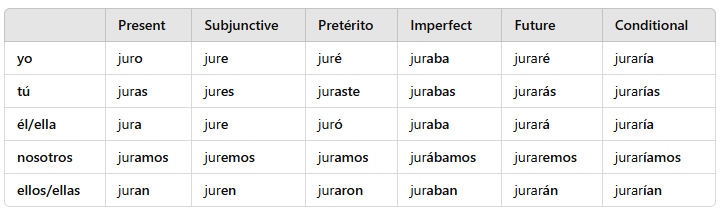 Present Subjunctive Pretérito Imperfect Future Conditional
yo juro jure juré juraba juraré juraría
tú juras jures juraste jurabas jurarás jurarías
él/ella jura jure juró juraba jurará juraría
nosotros juramos juremos juramos jurábamos juraremos juraríamos
ellos/ellas juran juren juraron juraban jurarán jurarían